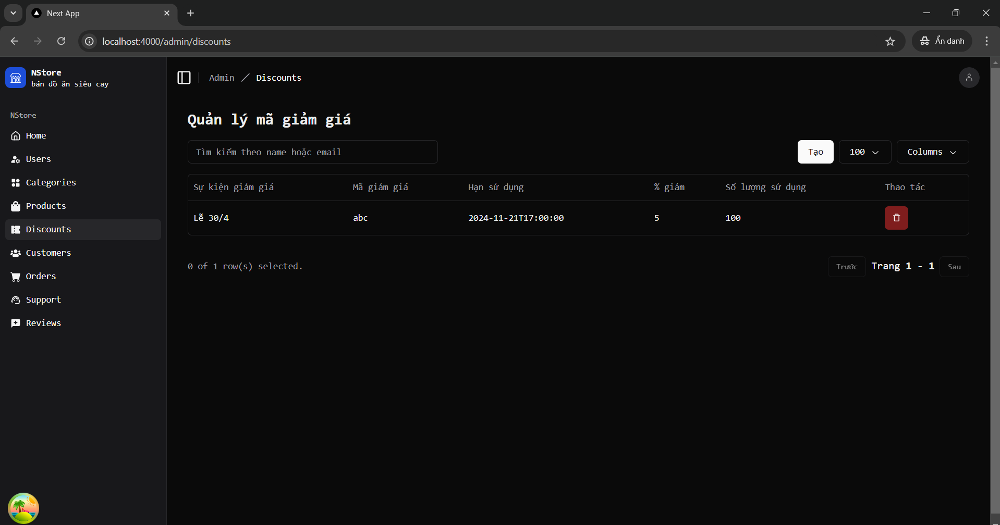 Next App
localhost:4000/admin/discounts
Ẩn danh
NStore
bán đồ ăn siêu cay
NStore
Home
Users
Categories
Products
Discounts
Customers
Orders
Support
Reviews
Admin / Discounts
Quản lý mã giảm giá
Tìm kiếm theo name hoặc email
Tạo
100
Columns
Sự kiện giảm giá Mã giảm giá Hạn sử dụng % giảm Số lượng sử dụng Thao tác
Lễ 30/4 abc 2024-11-21T17:00:00 5 100
0 of 1 row(s) selected.
Trước Trang 1 - 1 Sau